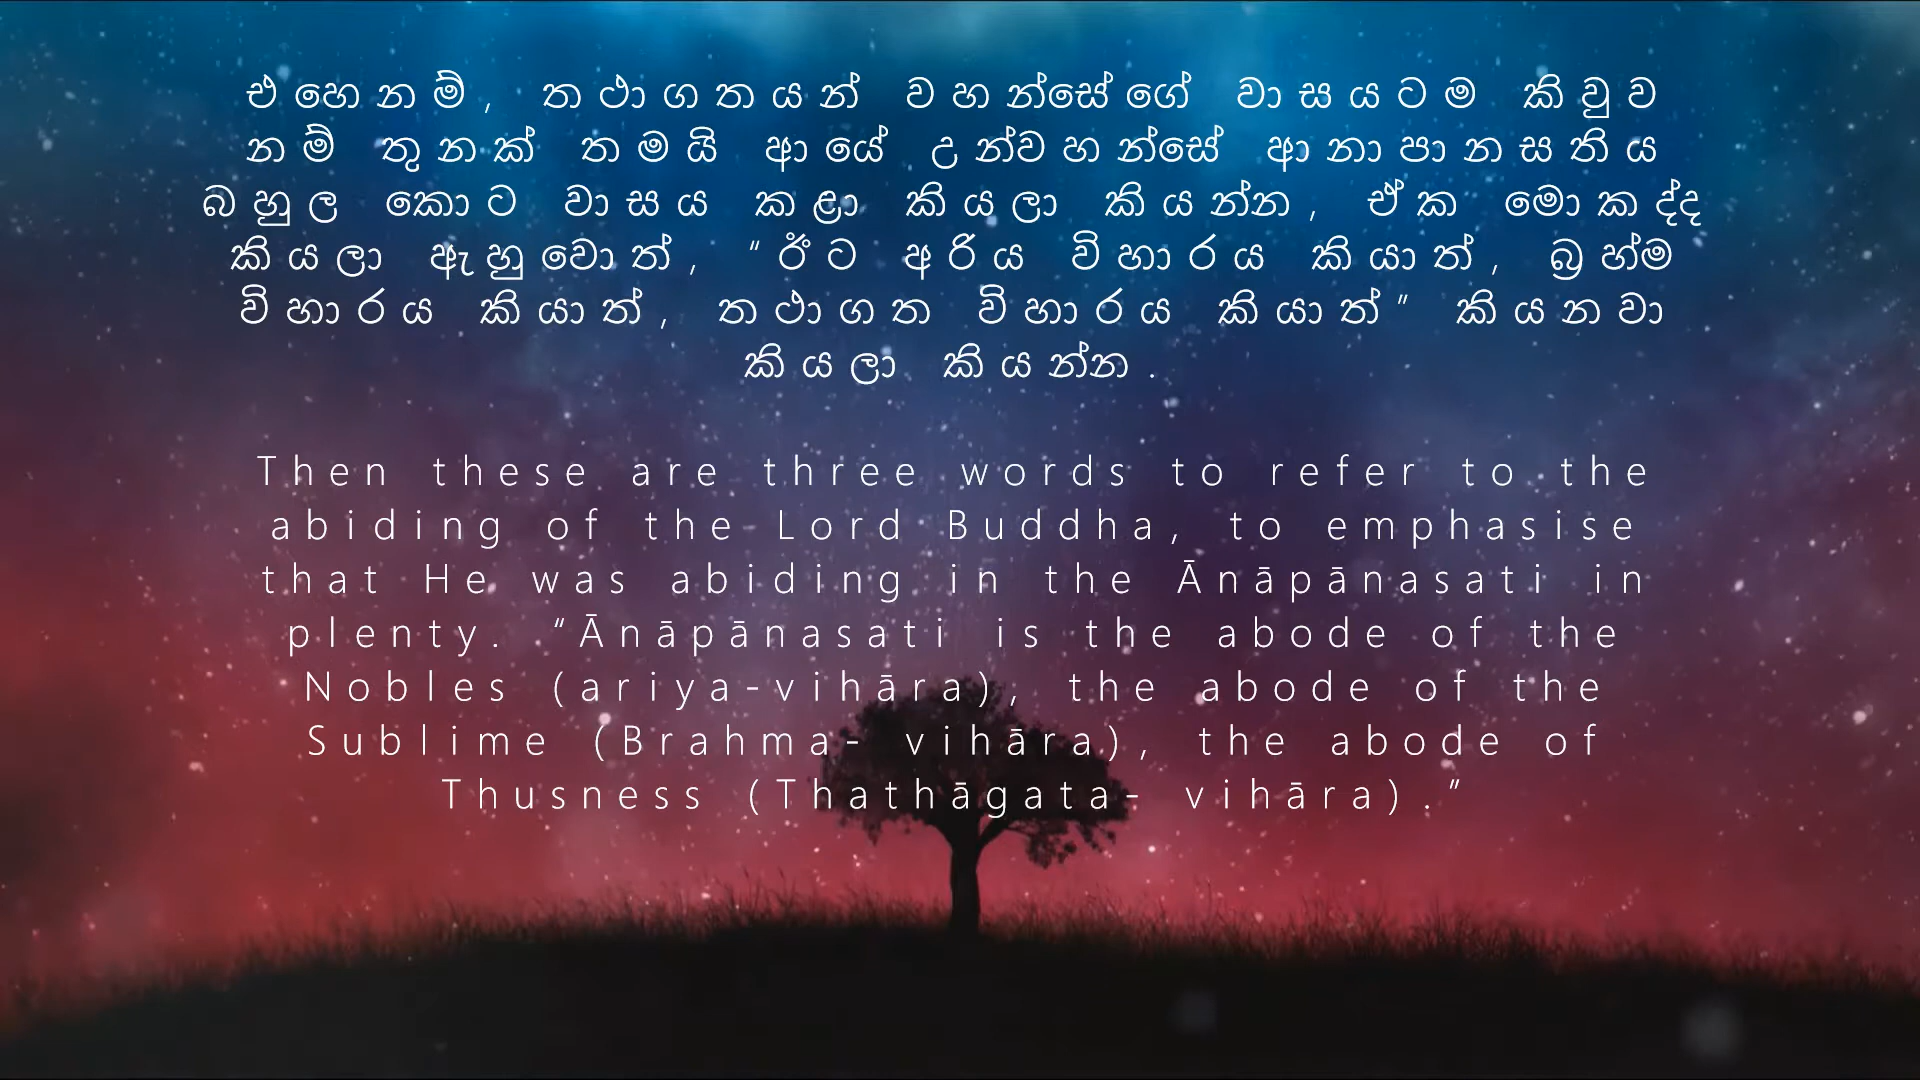 එහෙනම්, තථාගතයන් වහන්සේගේ වාසයටම කිවුව
නම් තුනක් තමයි ආයේ උන්වහන්සේ ආනාපානසතිය
බහුල කොට වාසය කළා කියලා කියන්න, ඒක මොකද්ද
කියලා ඇහුවොත්, “ඊට අරිය විහාරය කියාත්, බ්‍රහ්ම
විහාරය කියාත්, තථාගත විහාරය කියාත්” කියනවා
කියලා කියන්න.
Then these are three words to refer to the
abiding of the Lord Buddha, to emphasise
that He was abiding in the Ānāpānasati in
plenty. “Ānāpānasati is the abode of the
Nobles (ariya-vihāra), the abode of the
Sublime (Brahma- vihāra), the abode of
Thusness (Thathāgata- vihāra).”